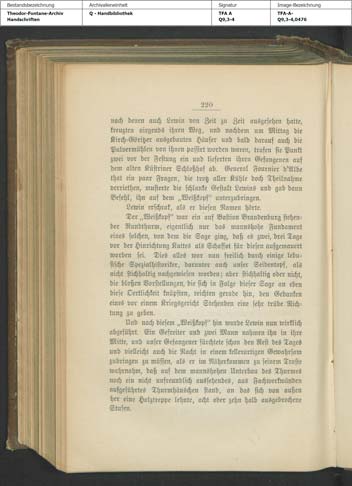 Bestandsbezeichnung Archivalieneinheit Signatur Image-Bezeichnung
Theodor-Fontane-Archiv Q - Handbibliothek TFA A TFA-A-
Handschriften Q9,3-4 Q9,3-4,0476
220
nach denen auch Lewin von Zeit zu Zeit ausgesehen hatte,
kreuzten nirgends ihren Weg, und nachdem um Mittag die
Kirch-Göritzer ausgebauten Häuser und bald darauf auch die
Pulvermühlen von ihnen passirt worden waren, trafen sie Punkt
zwei vor der Festung ein und lieferten ihren Gefangenen auf
dem alten Küstriner Schloßhof ab. General Fournier d'Albe
that ein paar Fragen, die trotz aller Kühle doch Theilnahme
verriethen, musterte die schlanke Gestalt Lewins und gab dann
Befehl, ihn auf dem „Weißkopf“ unterzubringen.
Lewin erschrak, als er diesen Namen hörte.
Der „Weißkopf“ war ein auf Bastion Brandenburg stehen-
der Rundthurm, eigentlich nur das mannshohe Fundament
eines solchen, von dem die Sage ging, daß es zwei, drei Tage
vor der Hinrichtung Kattes als Schaffot für diesen aufgemauert
worden sei. Dies alles war nun freilich durch einige lebu-
sische Spezialhistoriker, darunter auch unser Seidentopf, als
nicht stichhaltig nachgewiesen worden; aber stichhaltig oder nicht,
die bloßen Vorstellungen, die sich in Folge dieser Sage an eben
diese Oertlichkeit knüpften, reichten gerade hin, den Gedanken
eines vor einem Kriegsgericht Stehenden eine sehr trübe Rich-
tung zu geben.
Und nach diesem „Weißkopf“ hin wurde Lewin nun wirklich
abgeführt. Ein Gefreiter und zwei Mann nahmen ihn in ihre
Mitte, und unser Gefangener fürchtete schon den Rest des Tages
und vielleicht auch die Nacht in einem kellerartigen Gewahrsam
zubringen zu müssen, als er im Näherkommen zu seinem Troste
wahrnahm, daß auf dem mannshohen Unterbau des Thurmes
noch ein nicht unfreundlich aussehendes, aus Fachwerkwänden
aufgeführtes Thurmhäuschen stand, an das sich von außen
her eine Holztreppe lehnte, acht oder zehn halb ausgebrochene
Stufen.